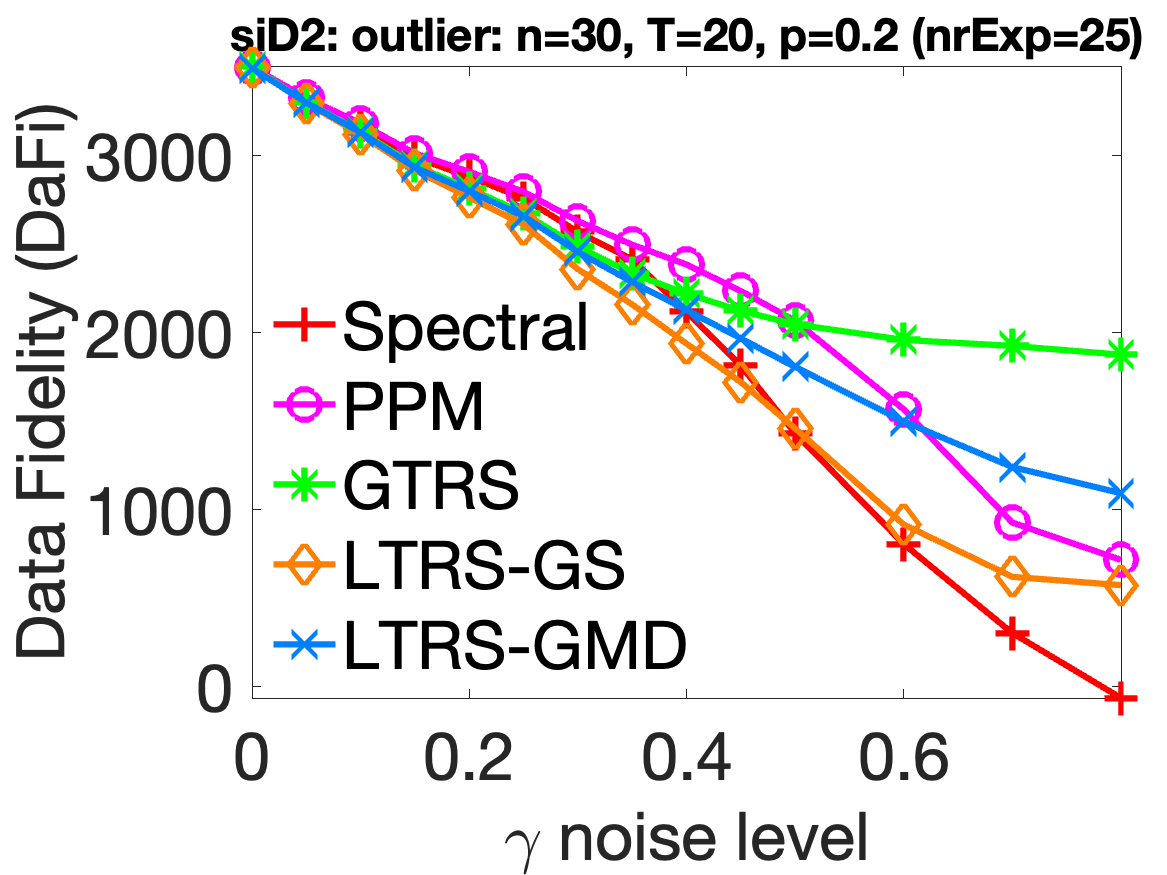 siD2: outlier: n=30, T=20, p=0.2 (nrExp=25)
Data Fidelity (DaFi)
3000
2000
1000
0
Spectral
PPM
GTRS
LTRS-GS
LTRS-GMD
0 0.2 0.4 0.6
γ noise level